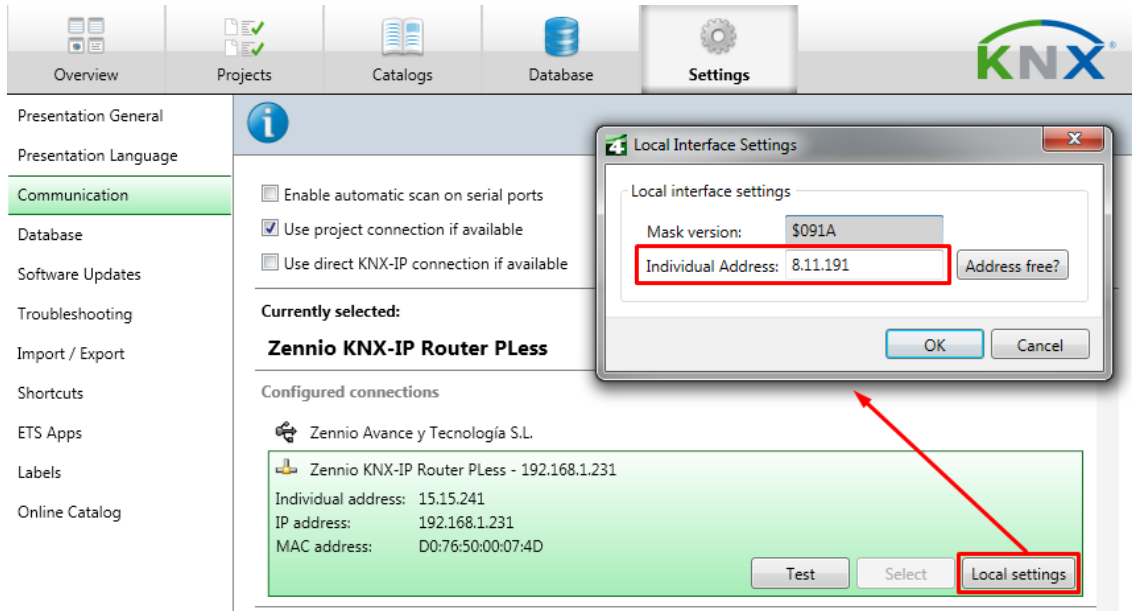 Overview
Projects
Catalogs
Database
Settings
KNX®
Presentation General
Presentation Language
Communication
Database
Software Updates
Troubleshooting
Import / Export
Shortcuts
ETS Apps
Labels
Online Catalog
Enable automatic scan on serial ports
Use project connection if available
Use direct KNX-IP connection if available
Currently selected:
Zennio KNX-IP Router PLess
Configured connections
Zennio Avance y Tecnología S.L.
Zennio KNX-IP Router PLess - 192.168.1.231
Individual address: 15.15.241
IP address: 192.168.1.231
MAC address: D0:76:50:00:07:4D
Test
Select
Local settings
4 Local Interface Settings
Local interface settings
Mask version: $091A
Individual Address: 8.11.191
Address free?
OK
Cancel